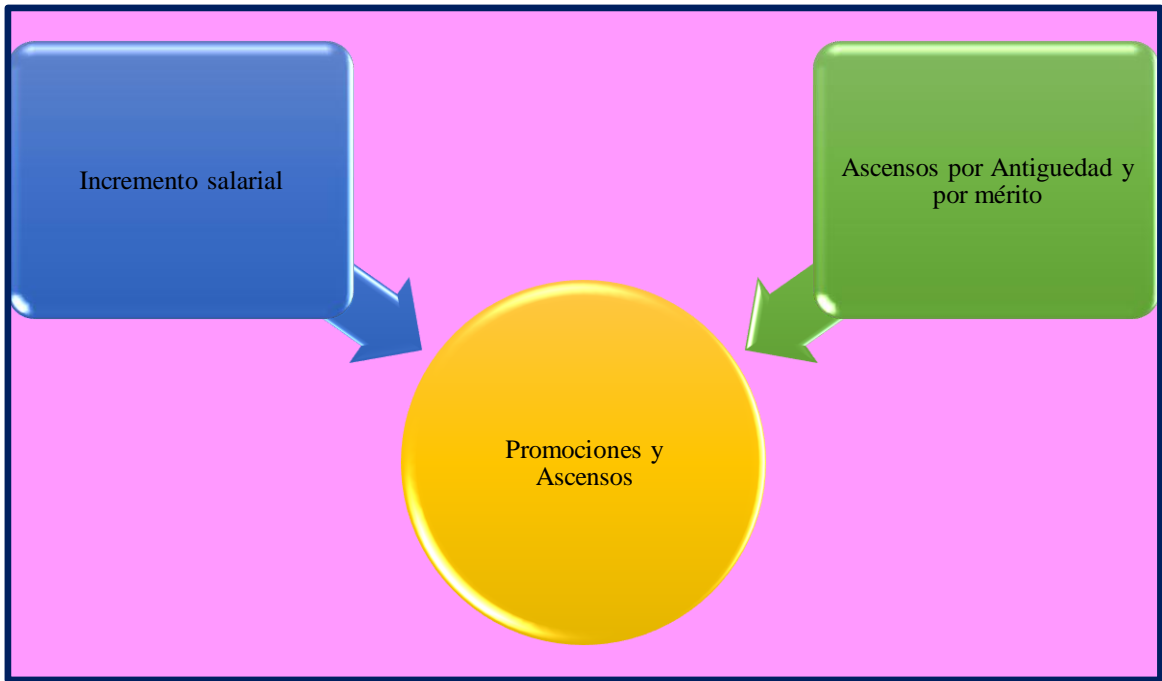 Incremento salarial
Ascensos por Antiguedad y
por mérito
Promociones y
Ascensos